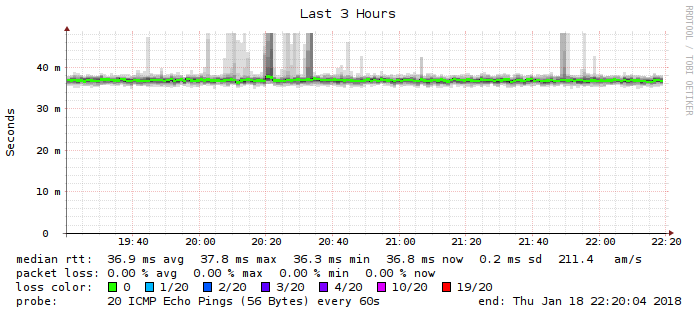 Last 3 Hours
RRDTOOL / TOBI OETIKER
Seconds
40 m
30 m
20 m
10 m
0
19:40 20:00 20:20 20:40 21:00 21:20 21:40 22:00 22:20
median rtt: 36.9 ms avg 37.8 ms max 36.3 ms min 36.8 ms now 0.2 ms sd 211.4 am/s
packet loss: 0.00 % avg 0.00 % max 0.00 % min 0.00 % now
loss color: 0 1/20 2/20 3/20 4/20 10/20 19/20
probe: 20 ICMP Echo Pings (56 Bytes) every 60s end: Thu Jan 18 22:20:04 2018